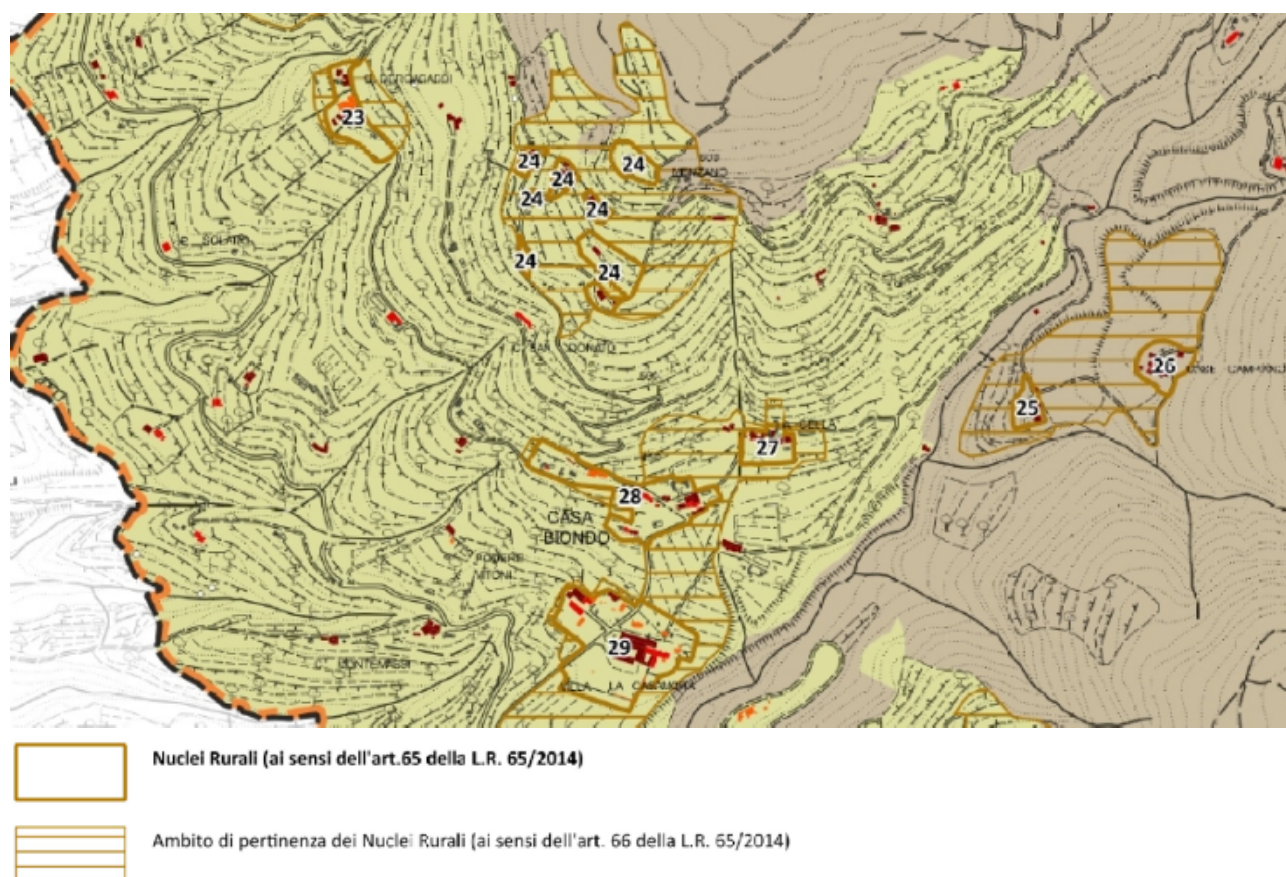 23
24
24
24
24
24
C. SOLAIO
24
24
26
25
27
28
CASA
BIONDO
PODERE
29
Nuclei Rurali (ai sensi dell'art.65 della L.R. 65/2014)
Ambito di pertinenza dei Nuclei Rurali (ai sensi dell'art. 66 della L.R. 65/2014)